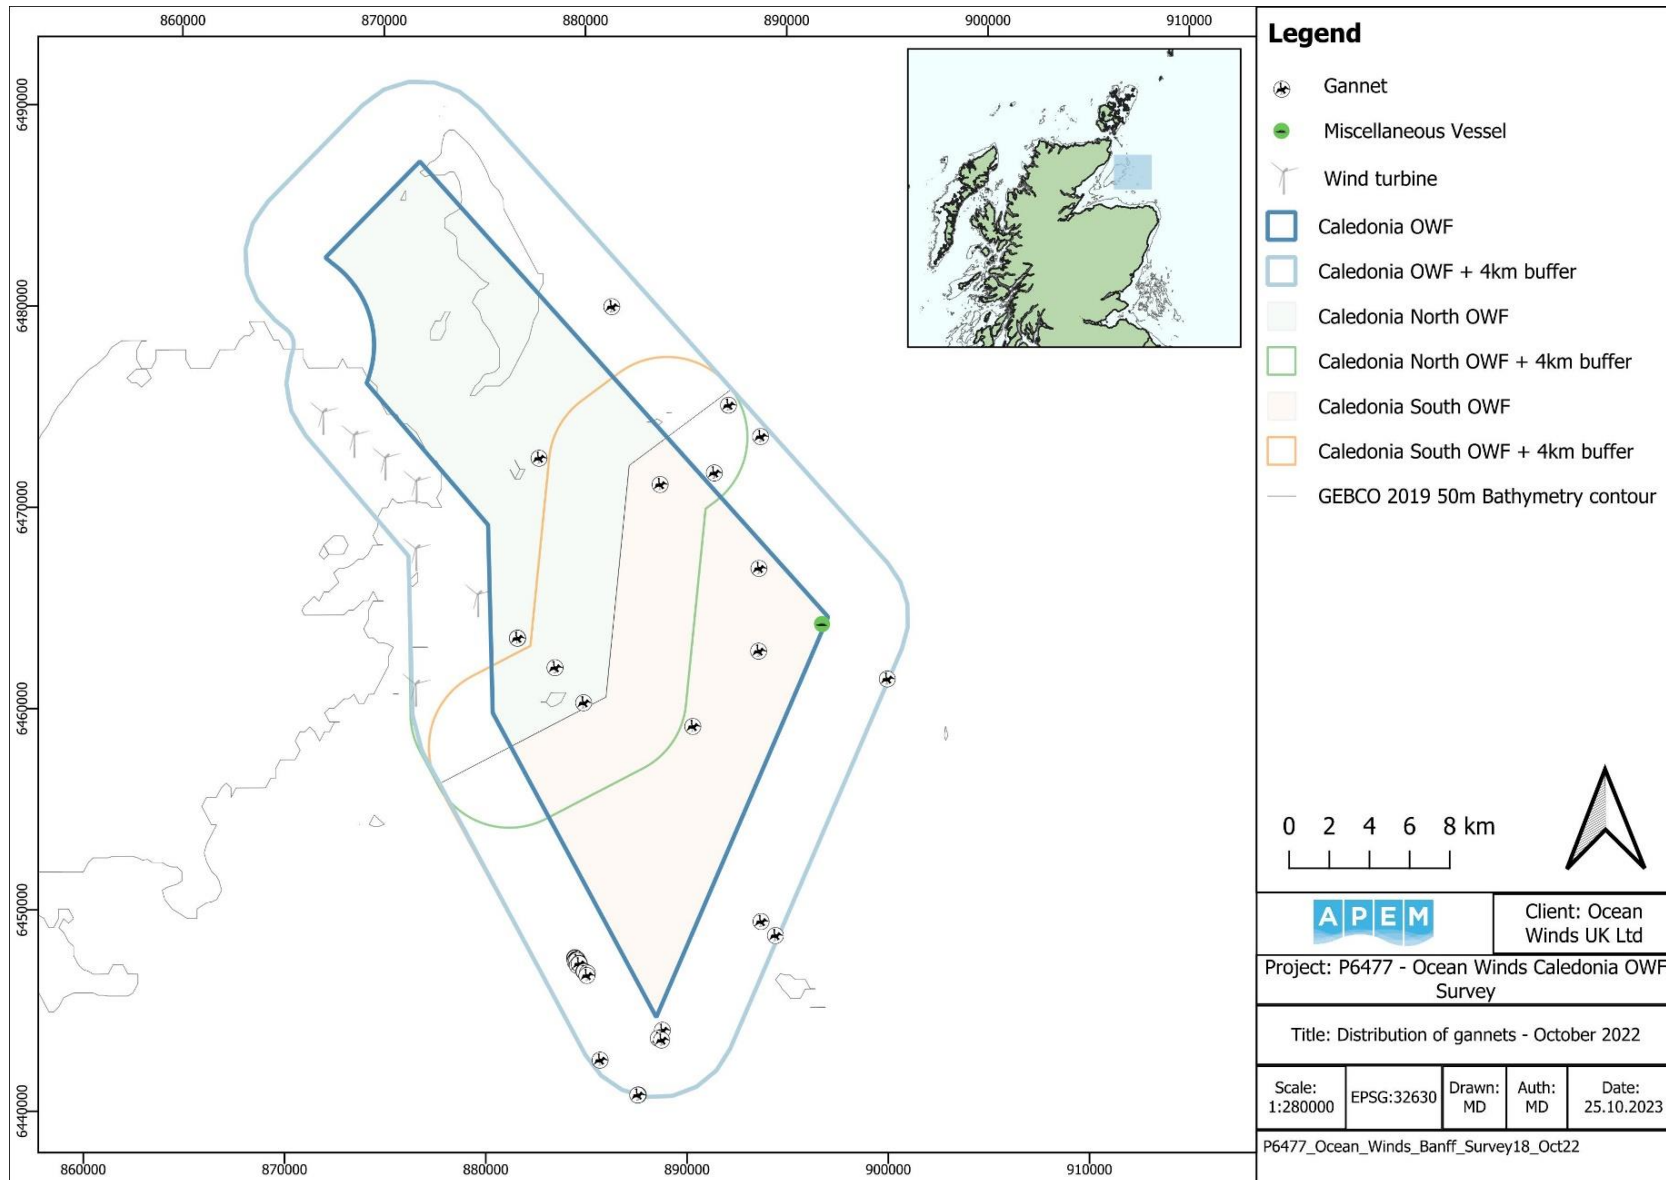 860000 870000 880000 890000 900000 910000
6490000
6480000
6470000
6460000
6450000
6440000
860000 870000 880000 890000 900000 910000
Legend
Gannet
Miscellaneous Vessel
Wind turbine
Caledonia OWF
Caledonia OWF + 4km buffer
Caledonia North OWF
Caledonia North OWF + 4km buffer
Caledonia South OWF
Caledonia South OWF + 4km buffer
GEBCO 2019 50m Bathymetry contour
0 2 4 6 8 km
APEM
Client: Ocean
Winds UK Ltd
Project: P6477 - Ocean Winds Caledonia OWF
Survey
Title: Distribution of gannets - October 2022
Scale:
1:280000
EPSG:32630
Drawn:
MD
Auth:
MD
Date:
25.10.2023
P6477_Ocean_Winds_Banff_Survey18_Oct22